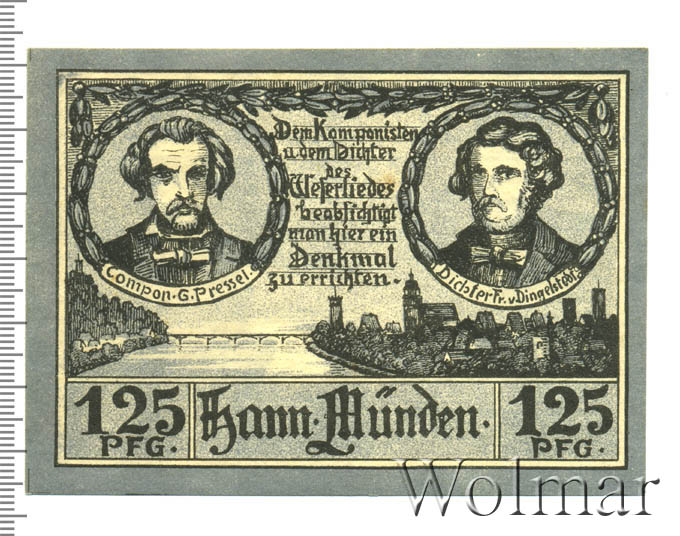 Dem Komponisten
u dem Dichter
des
Weserliedes
beabsichtigt
man hier ein
Denkmal
zu errichten.
Compon. G. Pressel.
Dichter Fr. v Dingelstedt.
125
PFG.
Hann. Münden.
125
PFG.
Wolmar